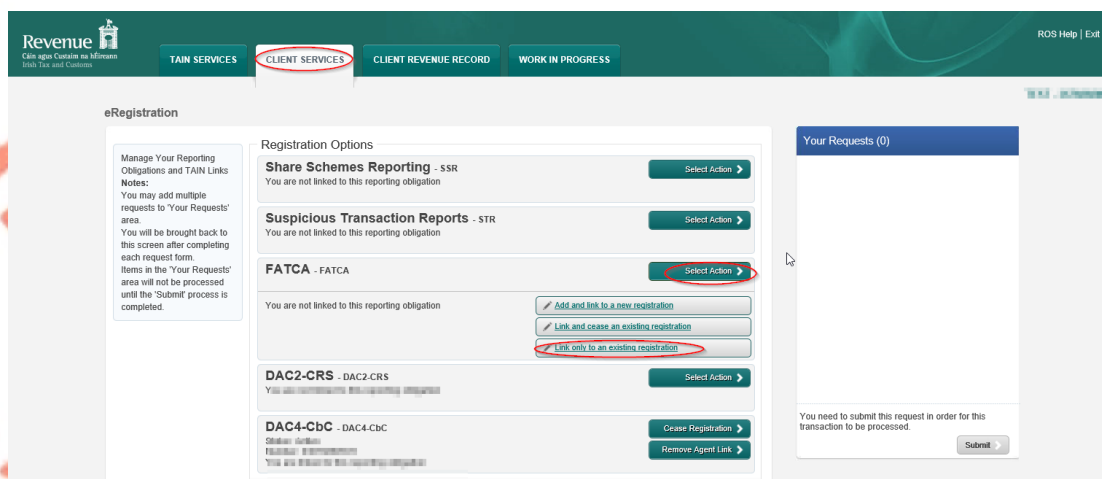 Revenue
Cáin agus Custaim na hÉireann
Irish Tax and Customs
TAIN SERVICES
CLIENT SERVICES
CLIENT REVENUE RECORD
WORK IN PROGRESS
ROS Help | Exit
eRegistration
Manage Your Reporting
Obligations and TAIN Links
Notes:
You may add multiple
requests to 'Your Requests'
area.
You will be brought back to
this screen after completing
each request form.
Items in the 'Your Requests'
area will not be processed
until the 'Submit' process is
completed.
Registration Options
Share Schemes Reporting - SSR
You are not linked to this reporting obligation
Select Action
Suspicious Transaction Reports - STR
You are not linked to this reporting obligation
Select Action
FATCA - FATCA
Select Action
You are not linked to this reporting obligation
Add and link to a new registration
Link and cease an existing registration
Link only to an existing registration
DAC2-CRS - DAC2-CRS
Select Action
DAC4-CbC - DAC4-CbC
Cease Registration
Remove Agent Link
Your Requests (0)
You need to submit this request in order for this
transaction to be processed.
Submit